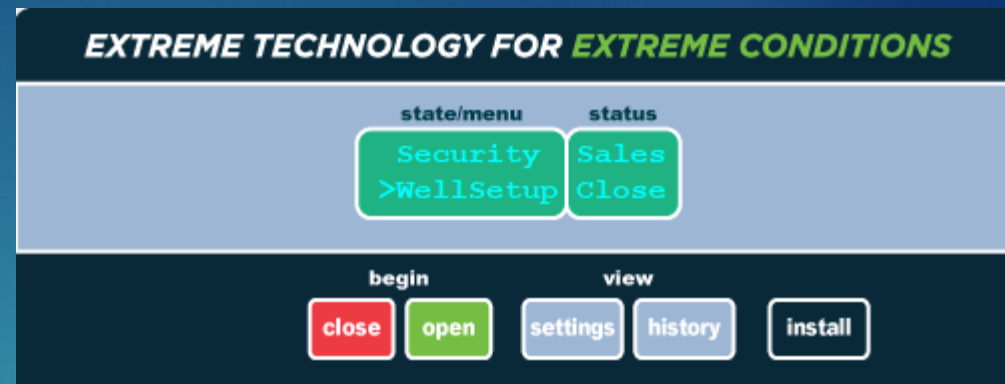 EXTREME TECHNOLOGY FOR EXTREME CONDITIONS
state/menu status
Security Sales
>WellSetup Close
begin view
close open settings history install